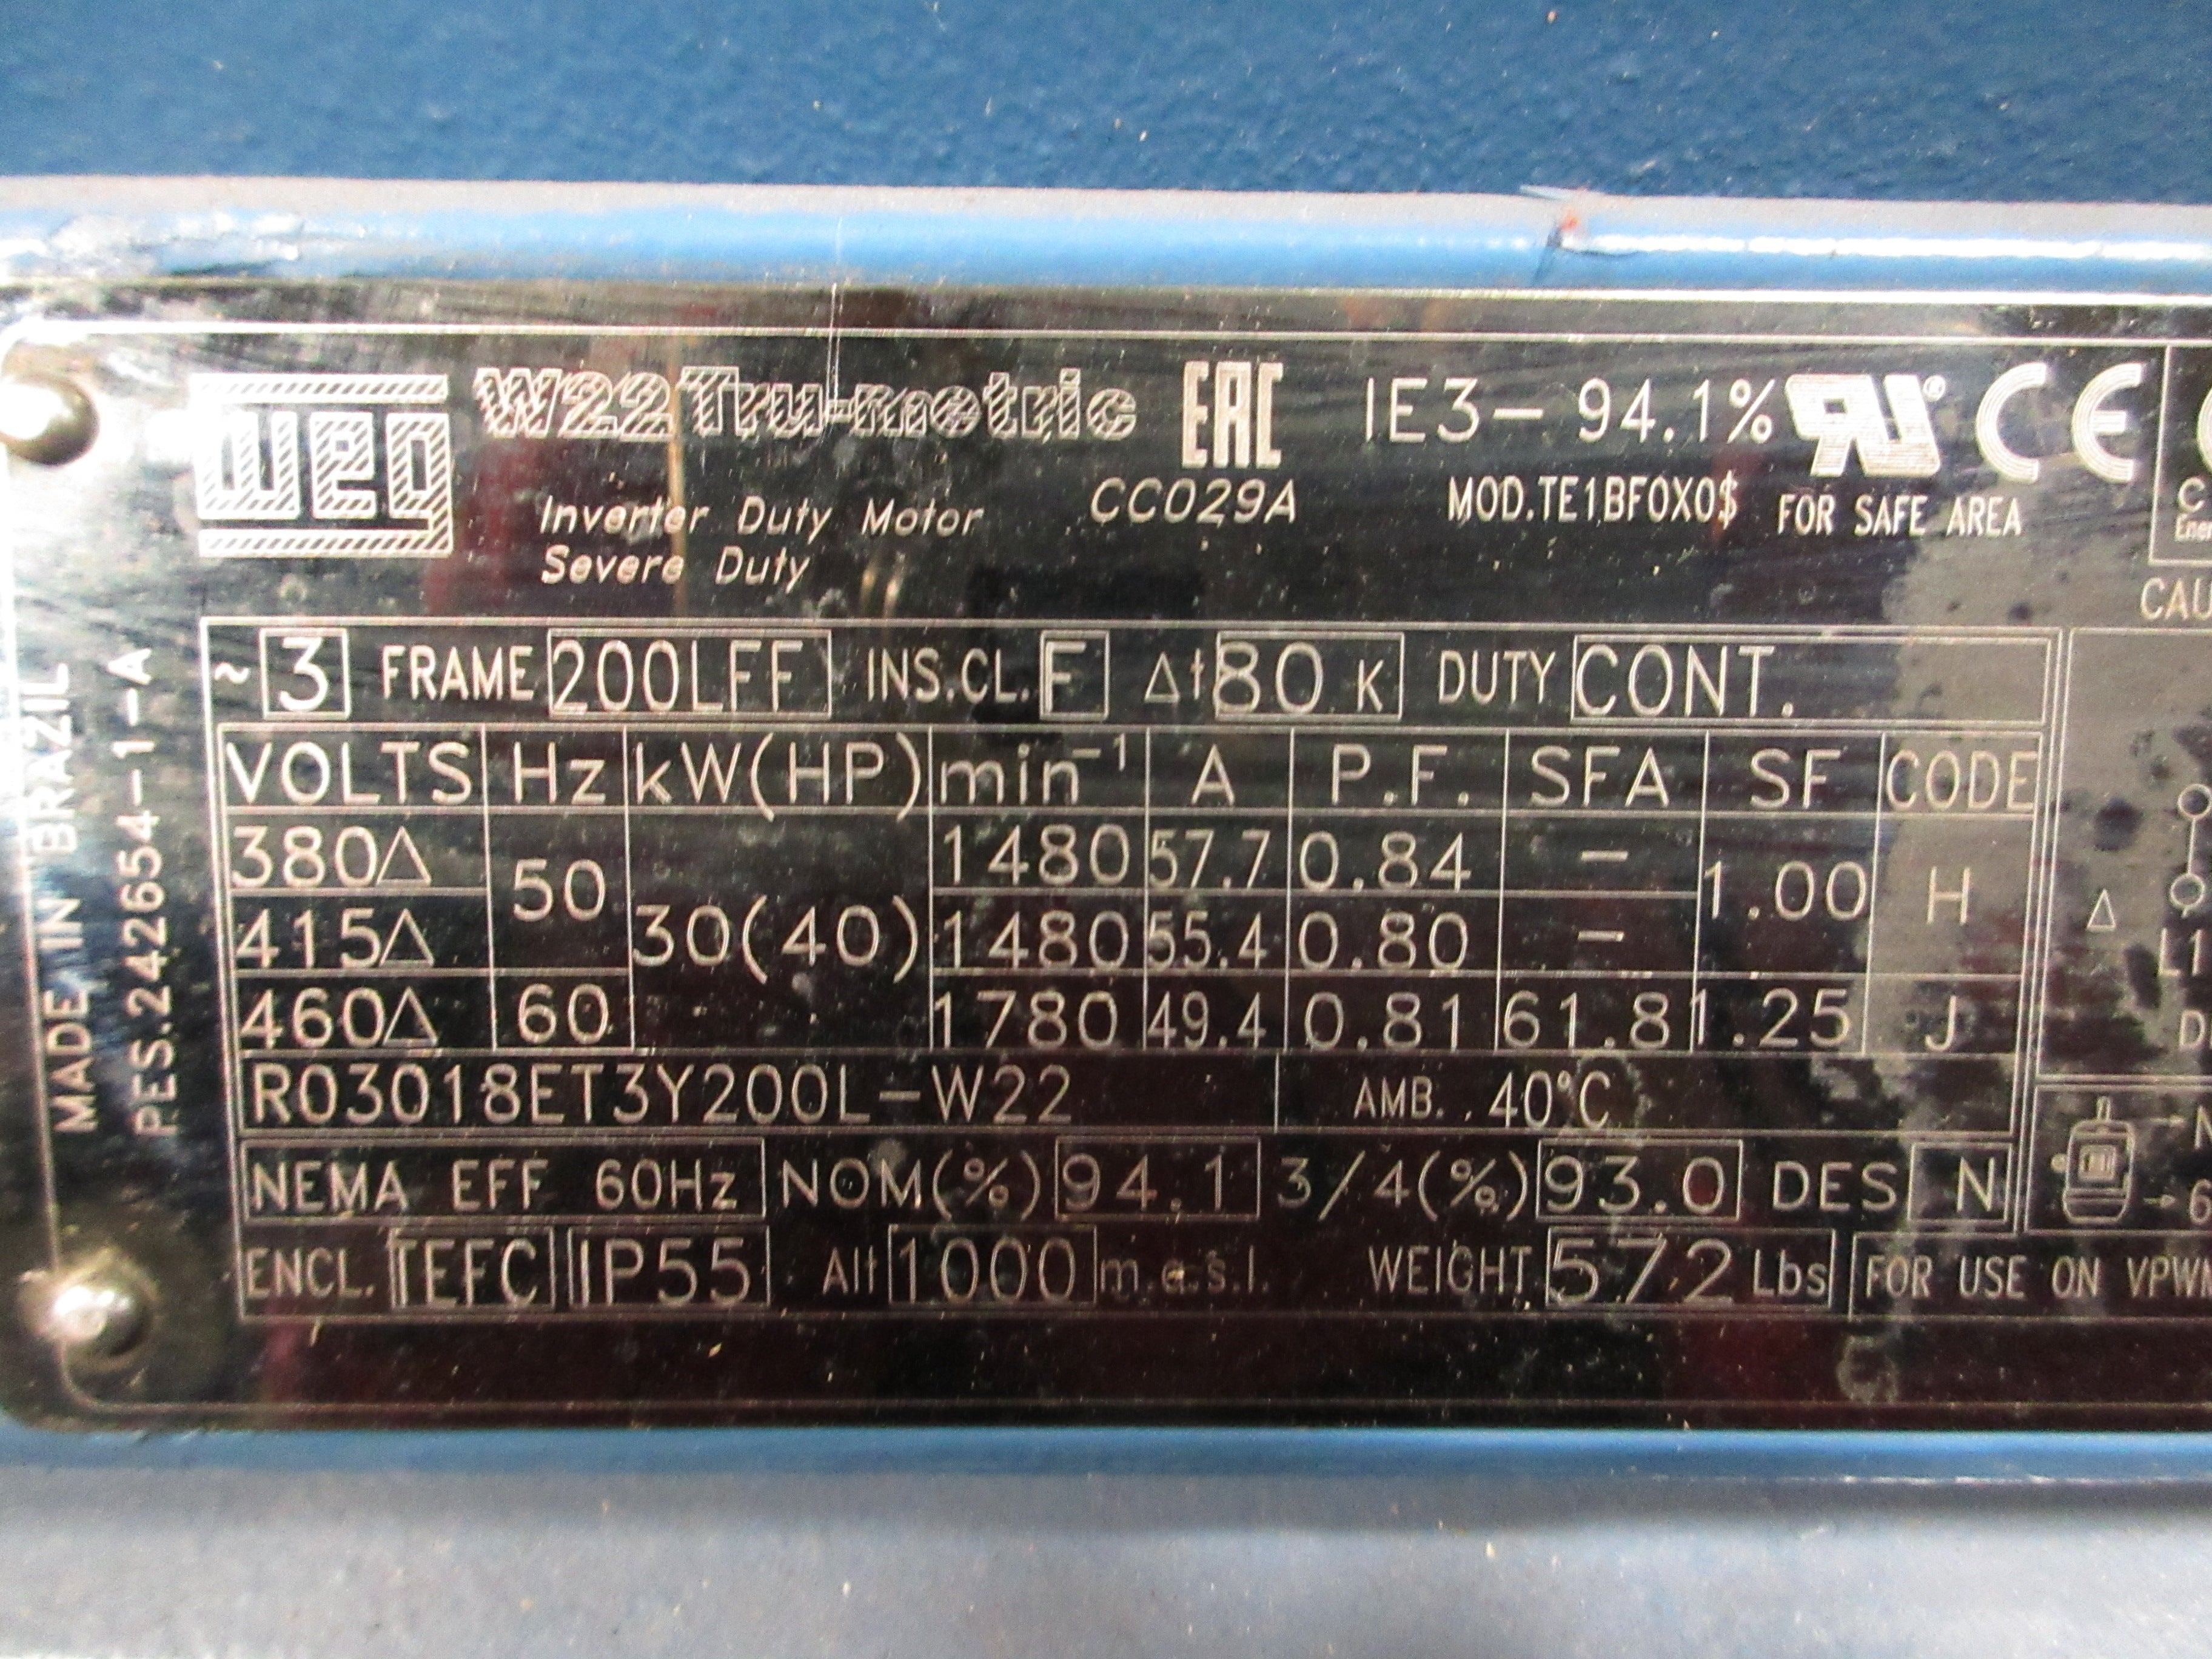 weg W22 Tru-metric EAC IE3- 94.1% RU® CE
Inverter Duty Motor CC029A MOD.TE1BF0X0$ FOR SAFE AREA
Severe Duty
MADE IN BRAZIL
PES.242654-1-A
~ 3 FRAME 200LFF INS.CL. F Δt 80 K DUTY CONT.
VOLTS Hz kW(HP) min⁻¹ A P.F. SFA SF CODE
380Δ 50 30(40) 1480 57.7 0.84 - 1.00 H
415Δ 1480 55.4 0.80 -
460Δ 60 1780 49.4 0.81 61.8 1.25 J
R03018ET3Y200L-W22 AMB. 40°C
NEMA EFF 60Hz NOM(%) 94.1 3/4(%) 93.0 DES N
ENCL. TEFC IP55 Alt 1000 m.a.s.l. WEIGHT 572 Lbs FOR USE ON VPWM
Δ
L1